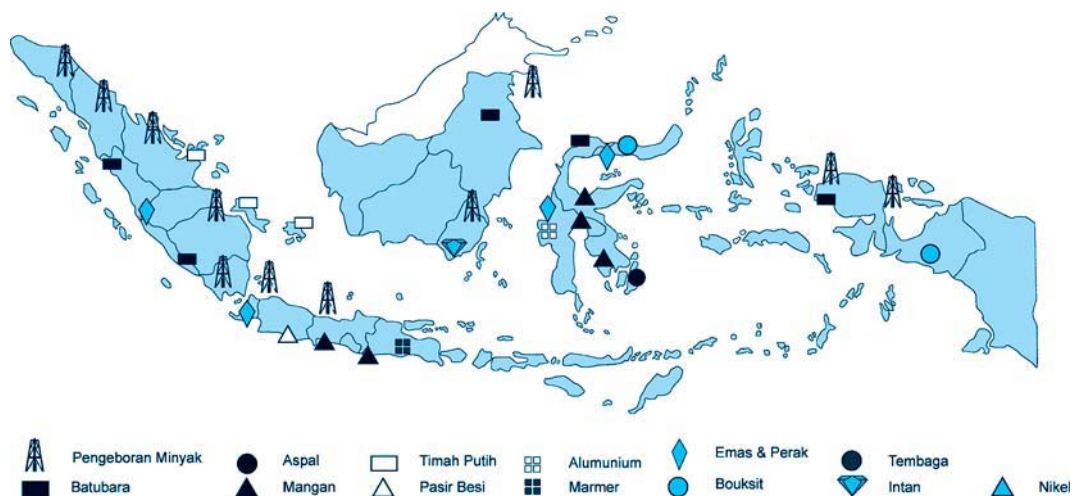 Pengeboran Minyak
Aspal
Timah Putih
Alumunium
Emas & Perak
Tembaga
Batubara
Mangan
Pasir Besi
Marmer
Bouksit
Intan
Nikel